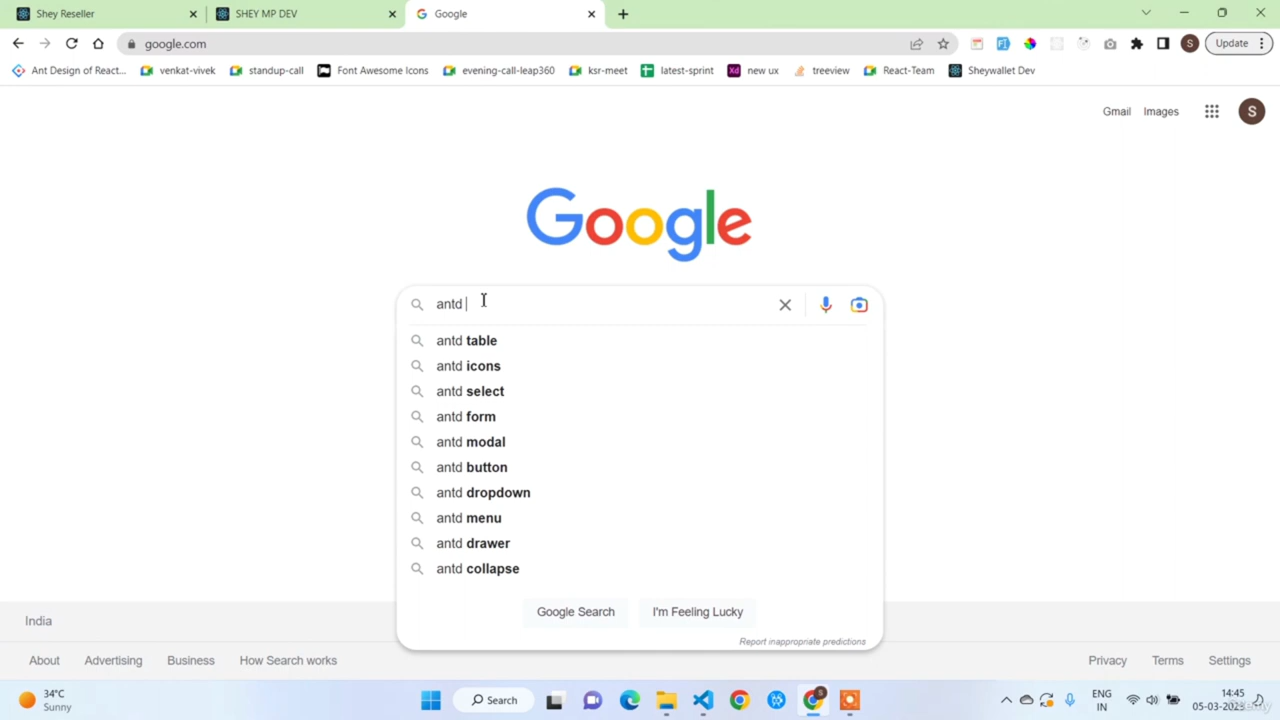 Shey Reseller
SHEY MP DEV
Google
google.com
Update
Ant Design of React...
venkat-vivek
standup-call
Font Awesome Icons
evening-call-leap360
ksr-meet
latest-sprint
Xd new ux
treeview
React-Team
Sheywallet Dev
Gmail
Images
S
Google
antd
antd table
antd icons
antd select
antd form
antd modal
antd button
antd dropdown
antd menu
antd drawer
antd collapse
Google Search
I'm Feeling Lucky
Report inappropriate predictions
India
About
Advertising
Business
How Search works
Privacy
Terms
Settings
34°C
Sunny
Search
ENG
IN
14:45
05-03-2023